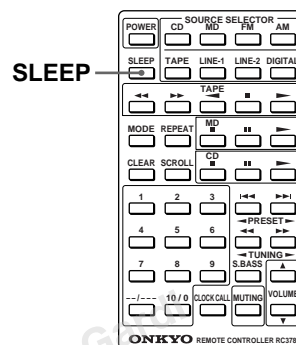 SOURCE SELECTOR
POWER CD MD FM AM
SLEEP
SLEEP TAPE LINE-1 LINE-2 DIGITAL
TAPE
MODE REPEAT MD
CLEAR SCROLL CD
1 2 3
PRESET
4 5 6
TUNING
7 8 9 S.BASS
--/--- 10/0 CLOCK CALL MUTING VOLUME
ONKYO REMOTE CONTROLLER RC378